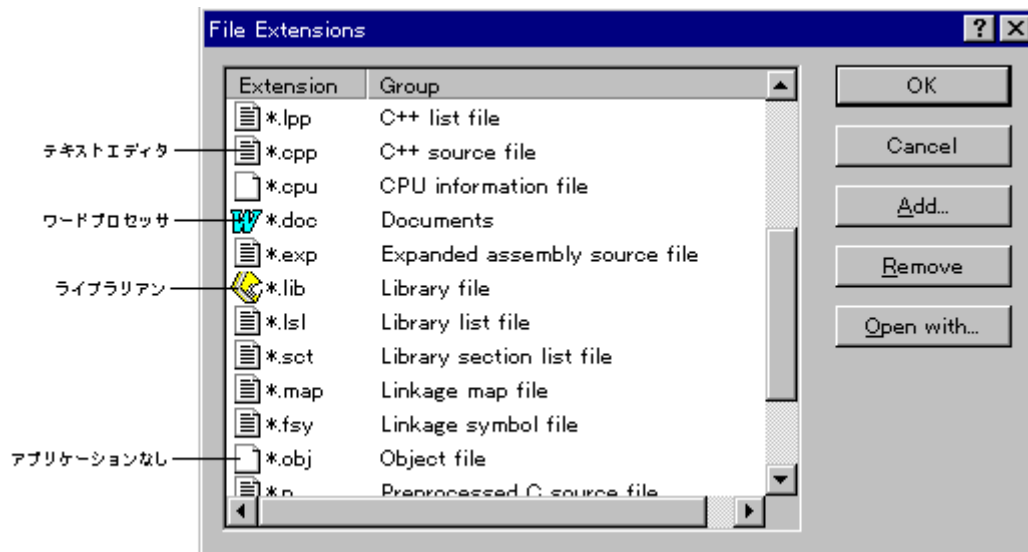 File Extensions
Extension Group
*.lpp C++ list file
テキストエディタ *.cpp C++ source file
*.cpu CPU information file
ワードプロセッサ *.doc Documents
*.exp Expanded assembly source file
ライブラリアン *.lib Library file
*.lsl Library list file
*.sct Library section list file
*.map Linkage map file
*.fsy Linkage symbol file
アプリケーションなし *.obj Object file
*.p Preprocessed C source file
OK
Cancel
Add...
Remove
Open with...